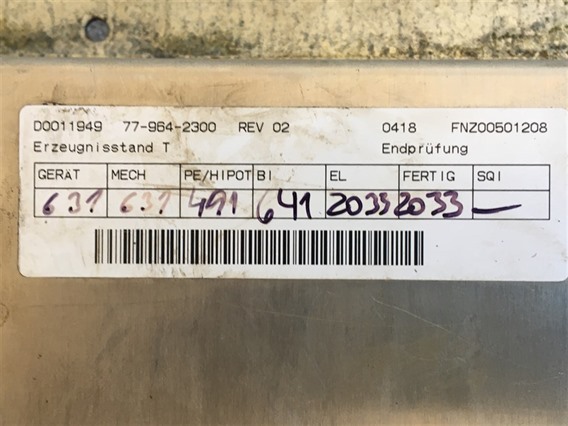 D0011949 77-964-2300 REV 02 0418 FNZ00501208
Erzeugnisstand T Endprüfung
GERÄT MECH PE/HIPOT BI EL FERTIG SQI
631 631 491 641 2033 2033 —